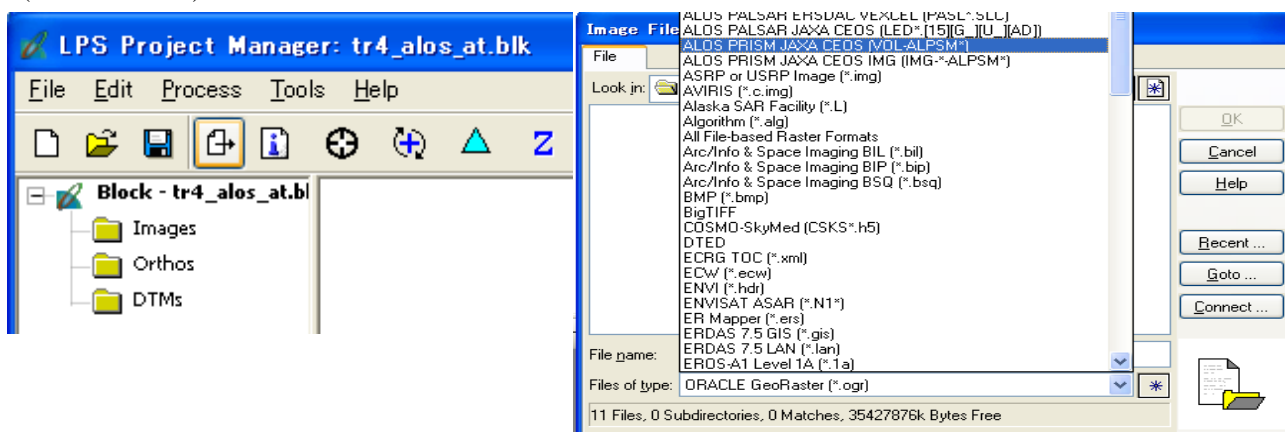 LPS Project Manager: tr4_alos_at.blk
File Edit Process Tools Help
Z
Block - tr4_alos_at.bl
Images
Orthos
DTMs
Image File
File
Look in:
ALOS PALSAR ERSDAC VEXCEL (PASL*.SLC)
ALOS PALSAR JAXA CEOS (LED*.[15][G_][U_][AD])
ALOS PRISM JAXA CEOS (VOL-ALPSM*)
ALOS PRISM JAXA CEOS IMG (IMG-*-ALPSM*)
ASRP or USRP Image (*.img)
AVIRIS (*.c.img)
Alaska SAR Facility (*.L)
Algorithm (*.alg)
All File-based Raster Formats
Arc/Info & Space Imaging BIL (*.bil)
Arc/Info & Space Imaging BIP (*.bip)
Arc/Info & Space Imaging BSQ (*.bsq)
BMP (*.bmp)
BigTIFF
COSMO-SkyMed (CSKS*.h5)
DTED
ECRG TOC (*.xml)
ECW (*.ecw)
ENVI (*.hdr)
ENVISAT ASAR (*.N1*)
ER Mapper (*.ers)
ERDAS 7.5 GIS (*.gis)
ERDAS 7.5 LAN (*.lan)
EROS-A1 Level 1A (*.1a)
OK
Cancel
Help
Recent ...
Goto ...
Connect ...
File name:
Files of type: ORACLE GeoRaster (*.ogr)
11 Files, 0 Subdirectories, 0 Matches, 35427876k Bytes Free